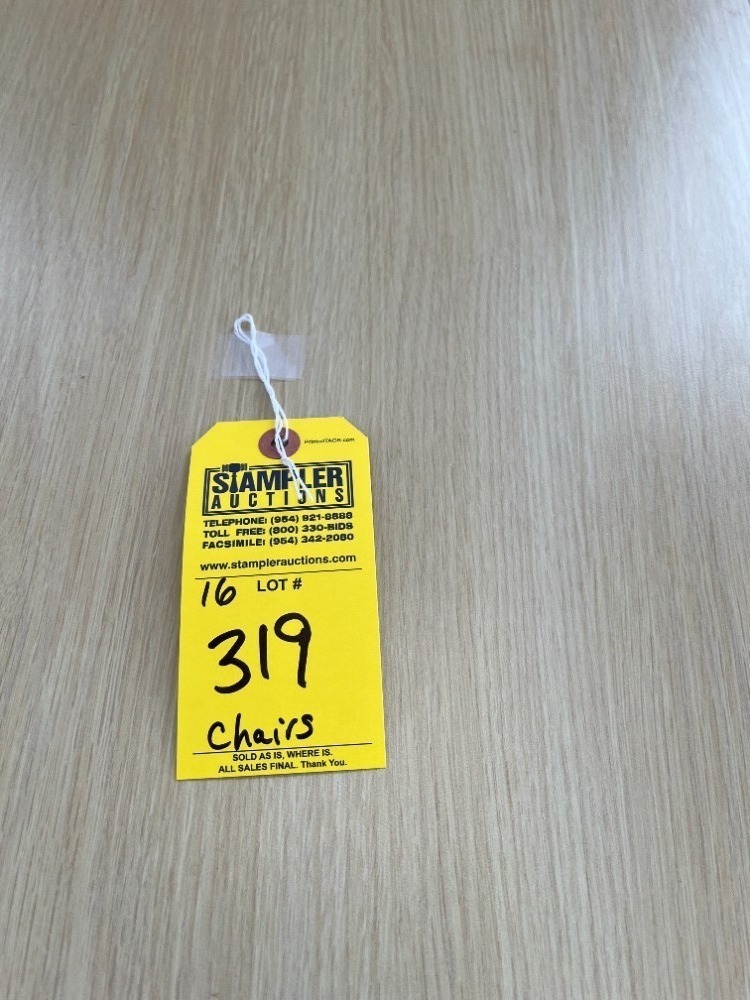 STAMPLER
AUCTIONS
TELEPHONE: (954) 921-8888
TOLL FREE: (800) 330-BIDS
FACSIMILE: (954) 342-2080
www.stamplerauctions.com
16 LOT #
319
chairs
SOLD AS IS, WHERE IS.
ALL SALES FINAL. Thank You.